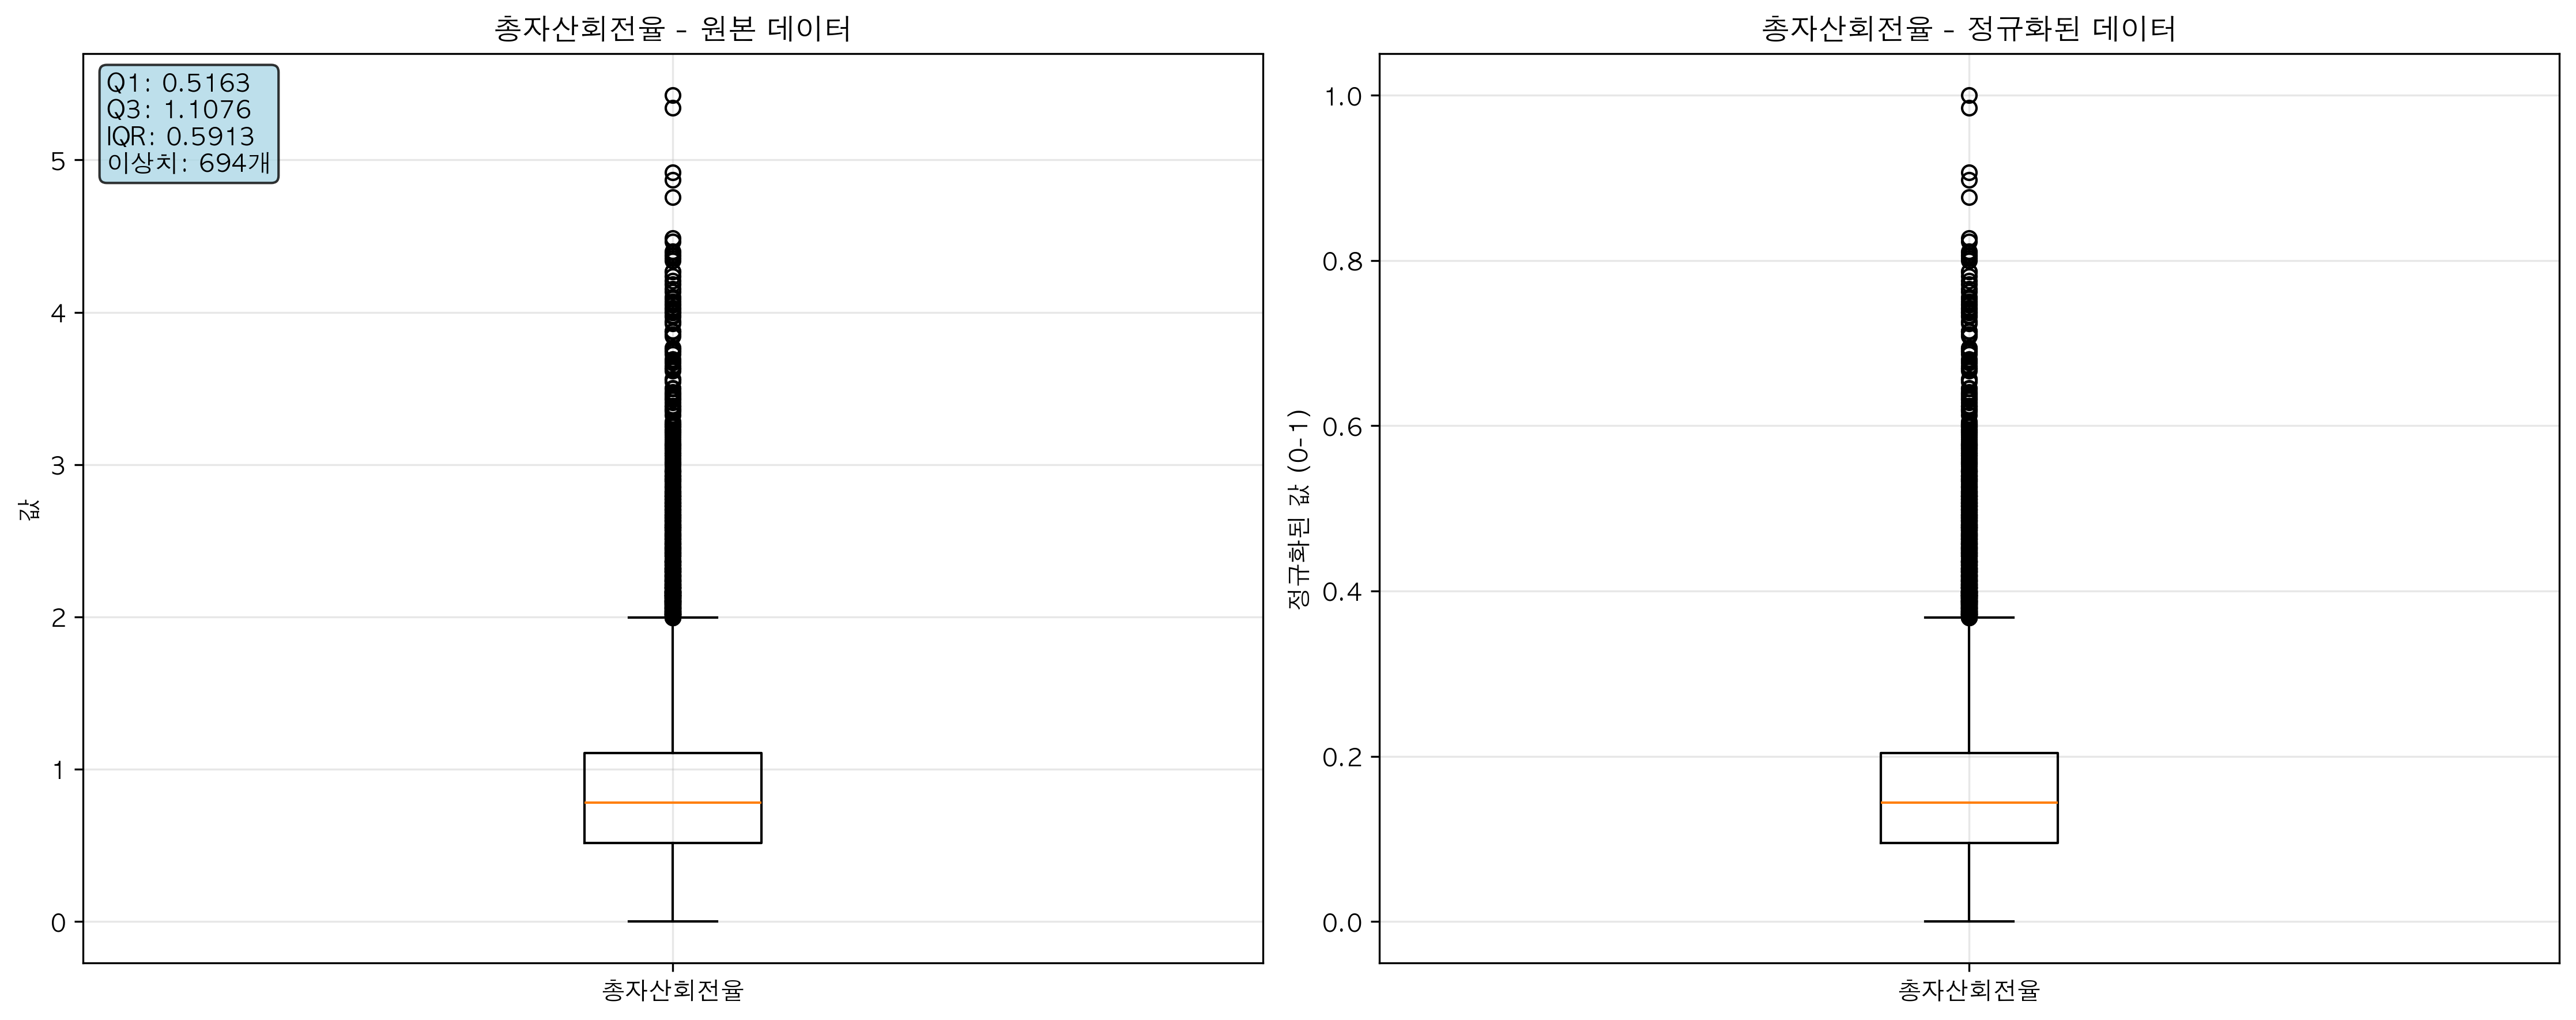 총자산회전율 - 원본 데이터
Q1: 0.5163
Q3: 1.1076
IQR: 0.5913
이상치: 694개
5
4
3
2
1
0
값
총자산회전율
총자산회전율 - 정규화된 데이터
1.0
0.8
0.6
0.4
0.2
0.0
정규화된 값 (0-1)
총자산회전율